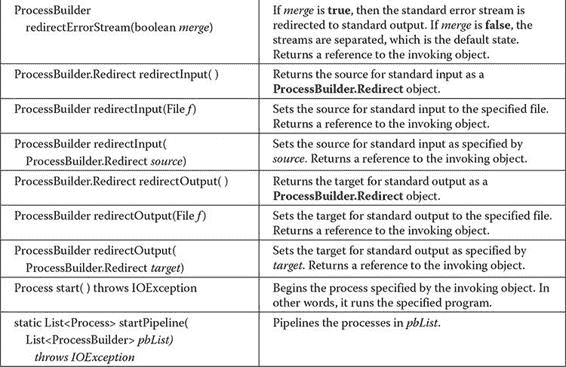 ProcessBuilder
redirectErrorStream(boolean merge)
If merge is true, then the standard error stream is
redirected to standard output. If merge is false, the
streams are separated, which is the default state.
Returns a reference to the invoking object.
ProcessBuilder.Redirect redirectInput( )
Returns the source for standard input as a
ProcessBuilder.Redirect object.
ProcessBuilder redirectInput(File f)
Sets the source for standard input to the specified file.
Returns a reference to the invoking object.
ProcessBuilder redirectInput(
ProcessBuilder.Redirect source)
Sets the source for standard input as specified by
source. Returns a reference to the invoking object.
ProcessBuilder.Redirect redirectOutput( )
Returns the target for standard output as a
ProcessBuilder.Redirect object.
ProcessBuilder redirectOutput(File f)
Sets the target for standard output to the specified file.
Returns a reference to the invoking object.
ProcessBuilder redirectOutput(
ProcessBuilder.Redirect target)
Sets the target for standard output as specified by
target. Returns a reference to the invoking object.
Process start( ) throws IOException
Begins the process specified by the invoking object. In
other words, it runs the specified program.
static List<Process> startPipeline(
List<ProcessBuilder> pbList)
throws IOException
Pipelines the processes in pbList.